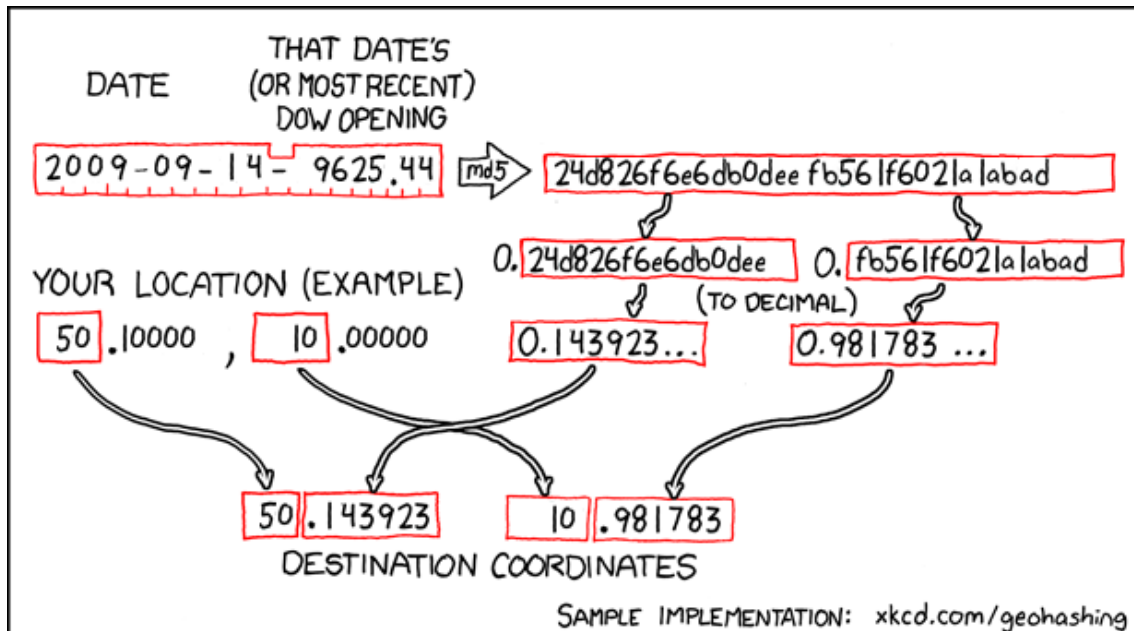 THAT DATE'S
DATE (OR MOST RECENT)
DOW OPENING
2009-09-14- 9625.44 md5 24d826f6e6db0deefb561f6021a1abad
0.24d826f6e6db0dee 0.fb561f6021a1abad
YOUR LOCATION (EXAMPLE) (TO DECIMAL)
50.10000, 10.00000 0.143923... 0.981783...
50.143923 10.981783
DESTINATION COORDINATES
SAMPLE IMPLEMENTATION: xkcd.com/geohashing